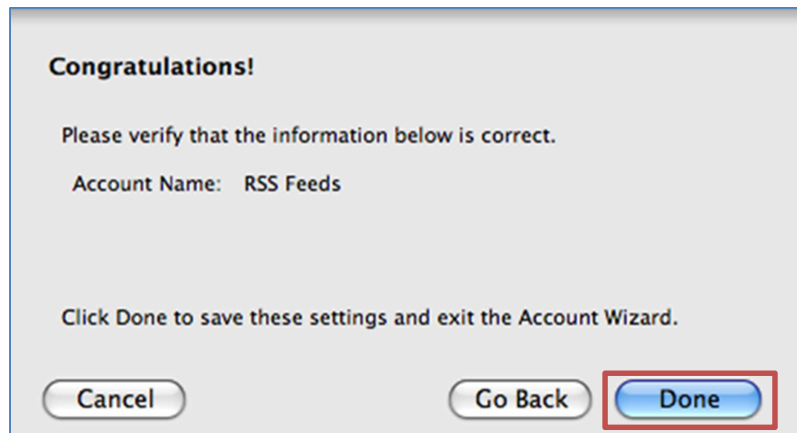 Congratulations!
Please verify that the information below is correct.
Account Name: RSS Feeds
Click Done to save these settings and exit the Account Wizard.
Cancel Go Back Done